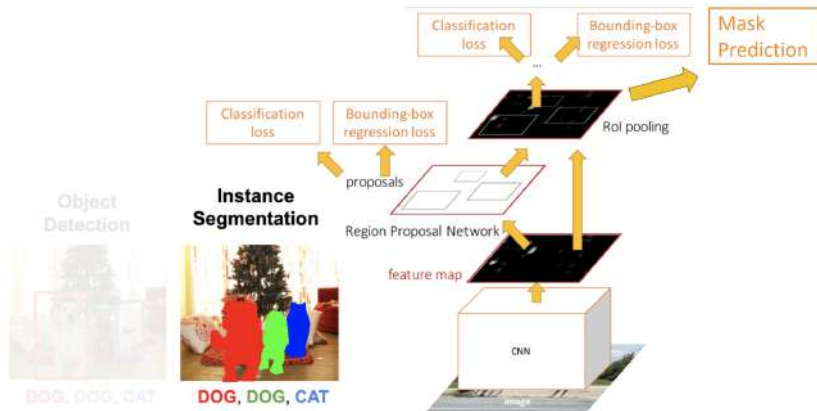 Classification
loss
Bounding-box
regression loss
Mask
Prediction
...
RoI pooling
Classification
loss
Bounding-box
regression loss
proposals
Region Proposal Network
Object
Detection
Instance
Segmentation
feature map
CNN
image
DOG, DOG, CAT
DOG, DOG, CAT